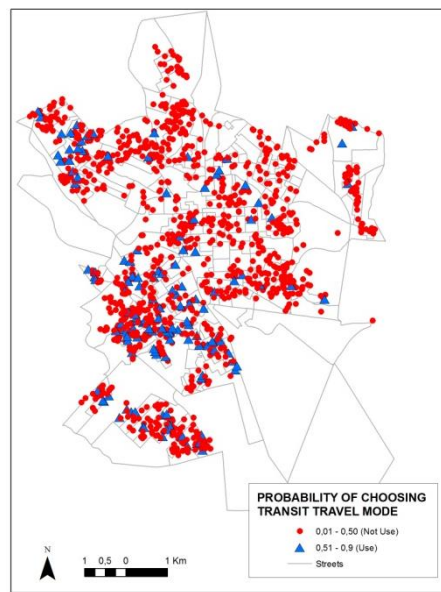 PROBABILITY OF CHOOSING
TRANSIT TRAVEL MODE
0,01 - 0,50 (Not Use)
0,51 - 0,9 (Use)
Streets
N
1 0,5 0 1 Km